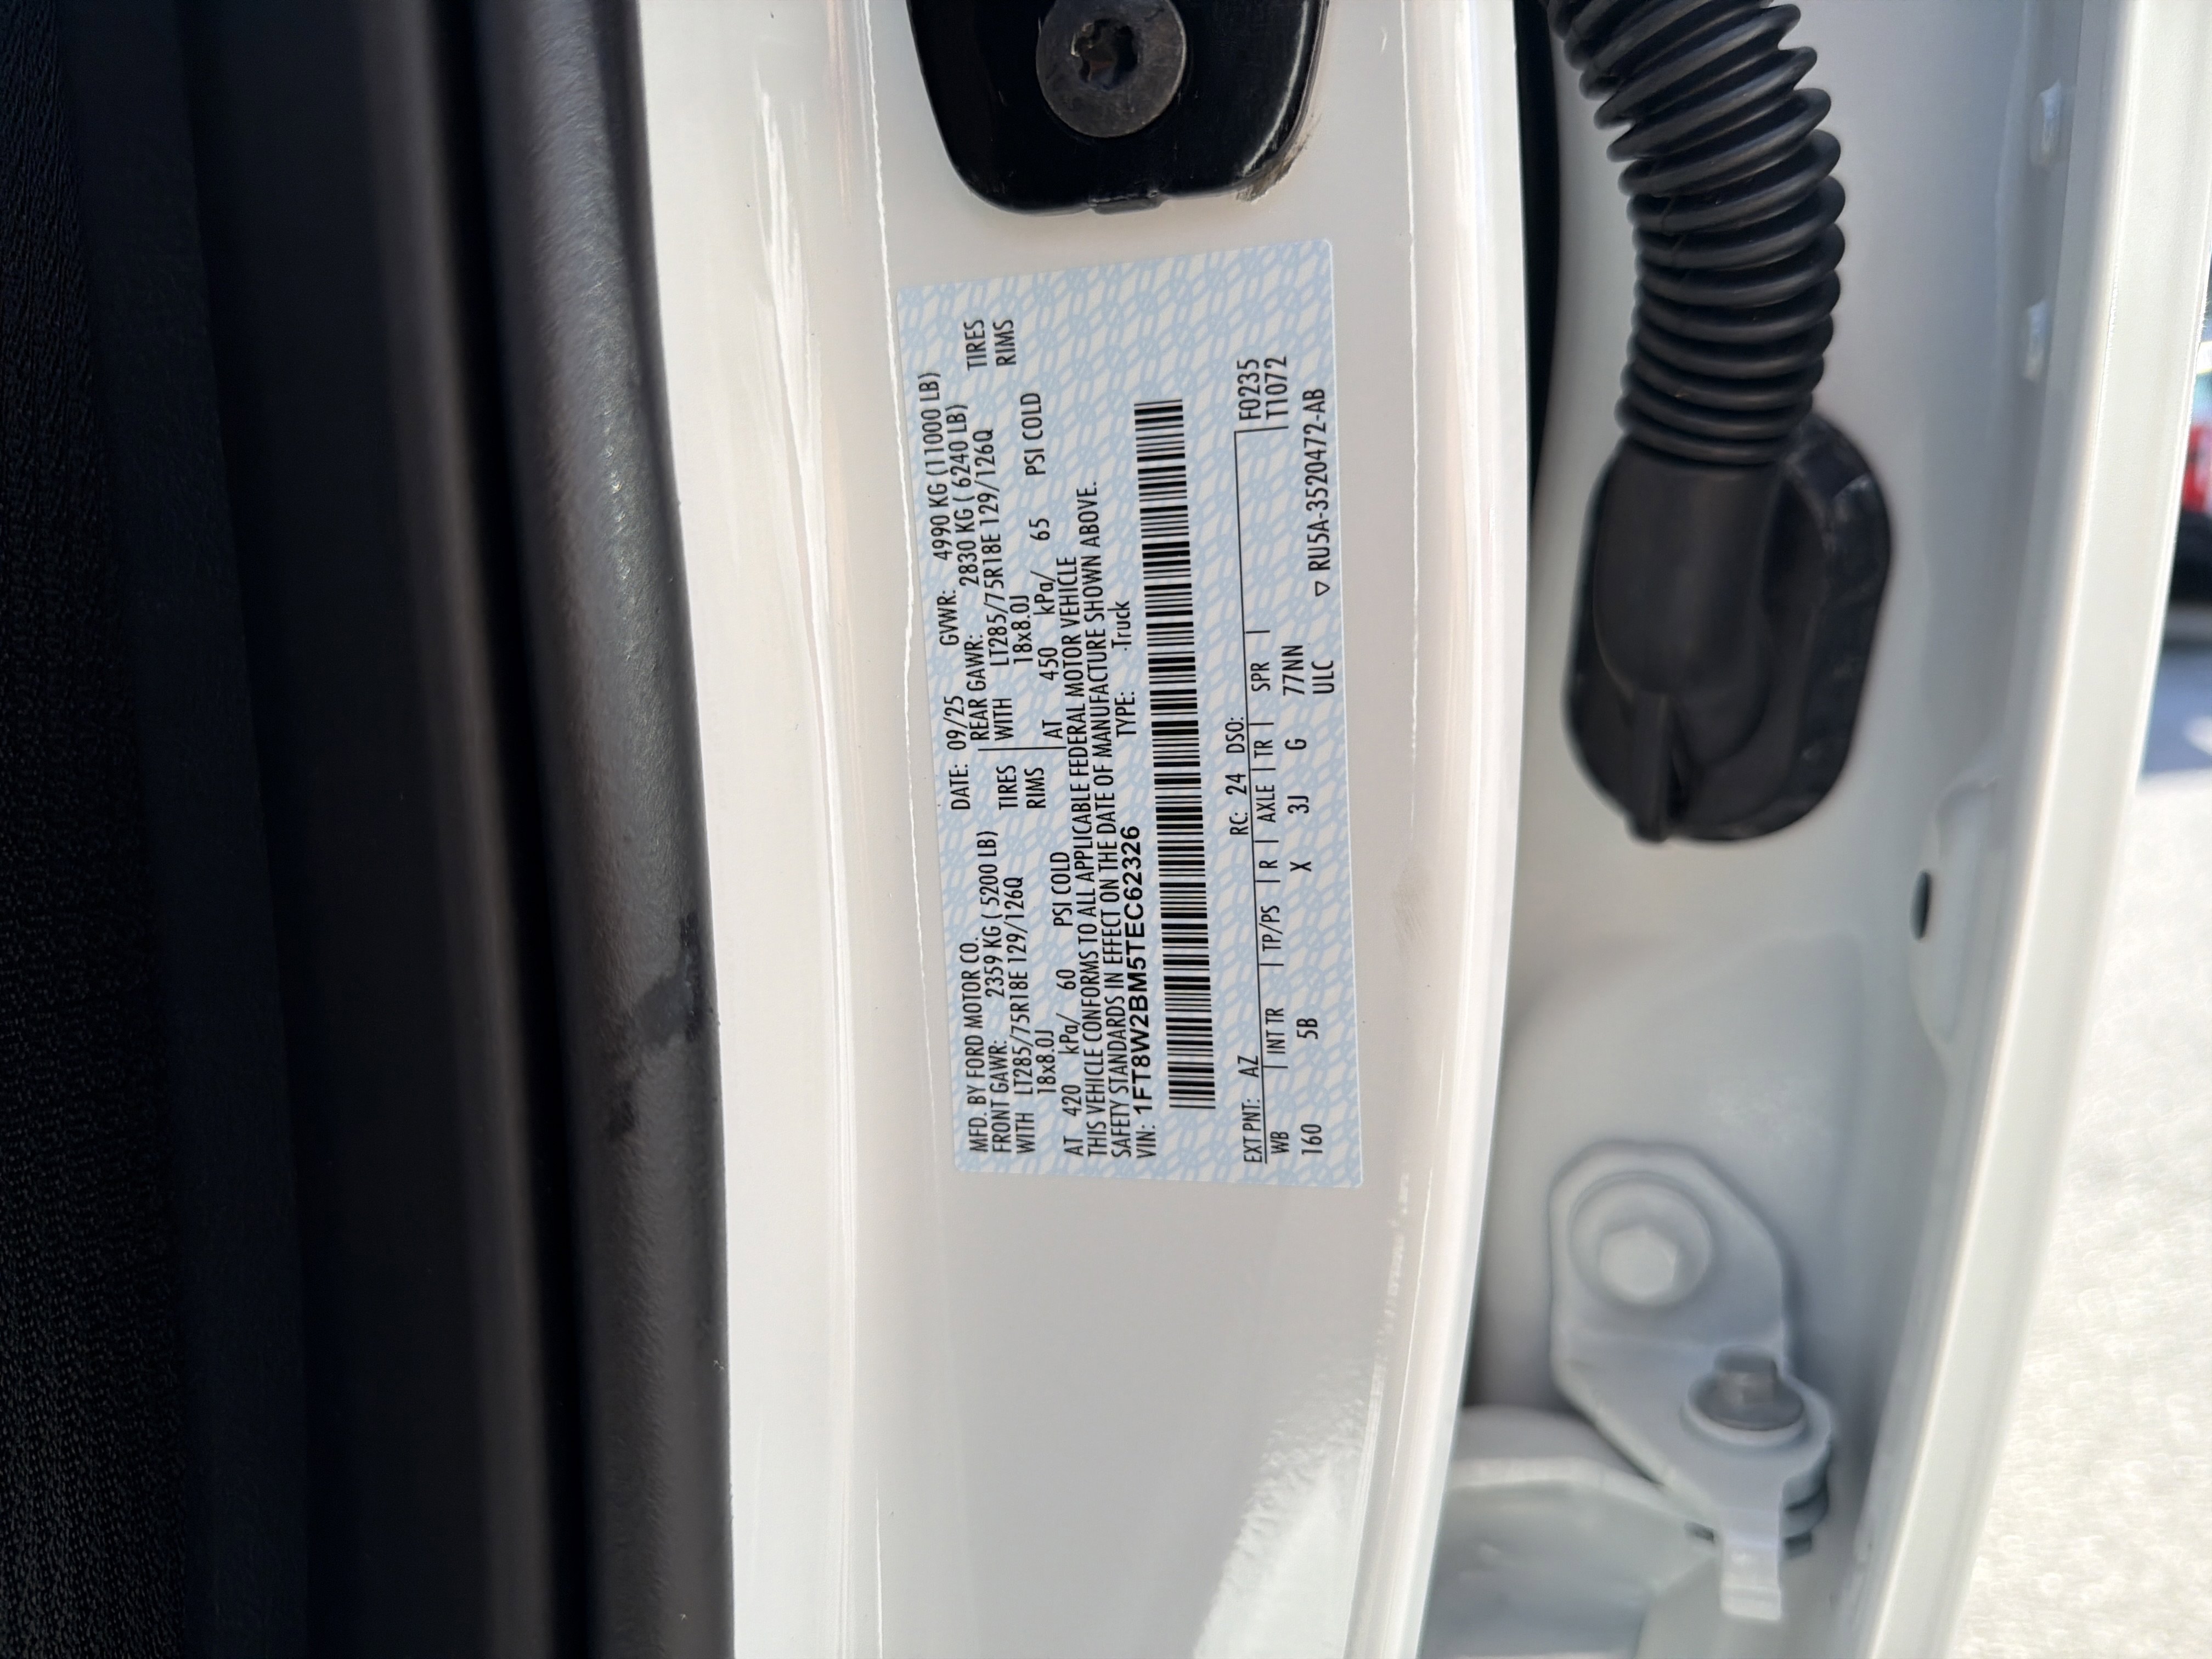 MFD. BY FORD MOTOR CO. DATE: 09/25 GVWR: 4990 KG (11000 LB)
FRONT GAWR: 2359 KG ( 5200 LB) REAR GAWR: 2830 KG ( 6240 LB)
WITH LT285/75R18E 129/126Q TIRES WITH LT285/75R18E 129/126Q TIRES
18x8.0J RIMS 18x8.0J RIMS
AT 420 kPa/ 60 PSI COLD AT 450 kPa/ 65 PSI COLD
THIS VEHICLE CONFORMS TO ALL APPLICABLE FEDERAL MOTOR VEHICLE
SAFETY STANDARDS IN EFFECT ON THE DATE OF MANUFACTURE SHOWN ABOVE.
VIN: 1FT8W2BM5TEC62326 TYPE: Truck
EXT PNT: AZ RC: 24 DSO: F0235
WB INT TR TP/PS R AXLE TR SPR T1072
160 5B X 3J G 77NN
ULC ▽ RU5A-3520472-AB